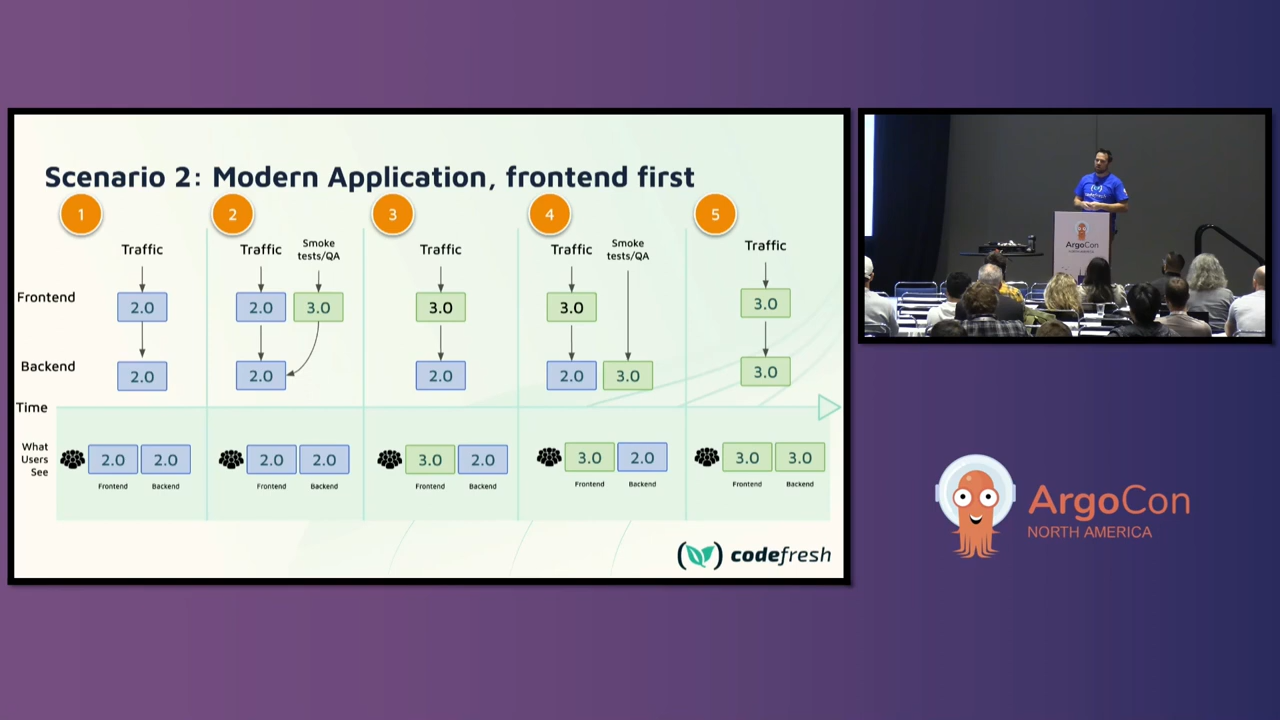 Scenario 2: Modern Application, frontend first
1
2
3
4
5
Traffic
Traffic
Smoke
tests/QA
Traffic
Traffic
Smoke
tests/QA
Traffic
Frontend
2.0
2.0
3.0
3.0
3.0
3.0
Backend
2.0
2.0
2.0
2.0
3.0
3.0
Time
What
Users
See
2.0
2.0
2.0
2.0
3.0
2.0
3.0
2.0
3.0
3.0
Frontend
Backend
Frontend
Backend
Frontend
Backend
Frontend
Backend
Frontend
Backend
codefresh
ArgoCon
ArgoCon
NORTH AMERICA